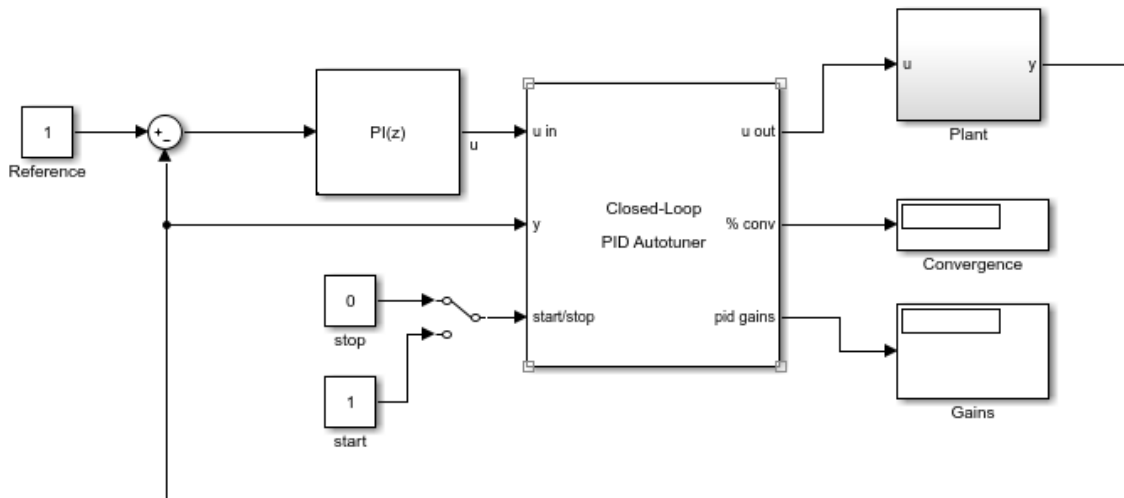 1
Reference
+
−
PI(z)
u
u in
y
start/stop
Closed-Loop
PID Autotuner
u out
% conv
pid gains
0
stop
1
start
u
y
Plant
Convergence
Gains